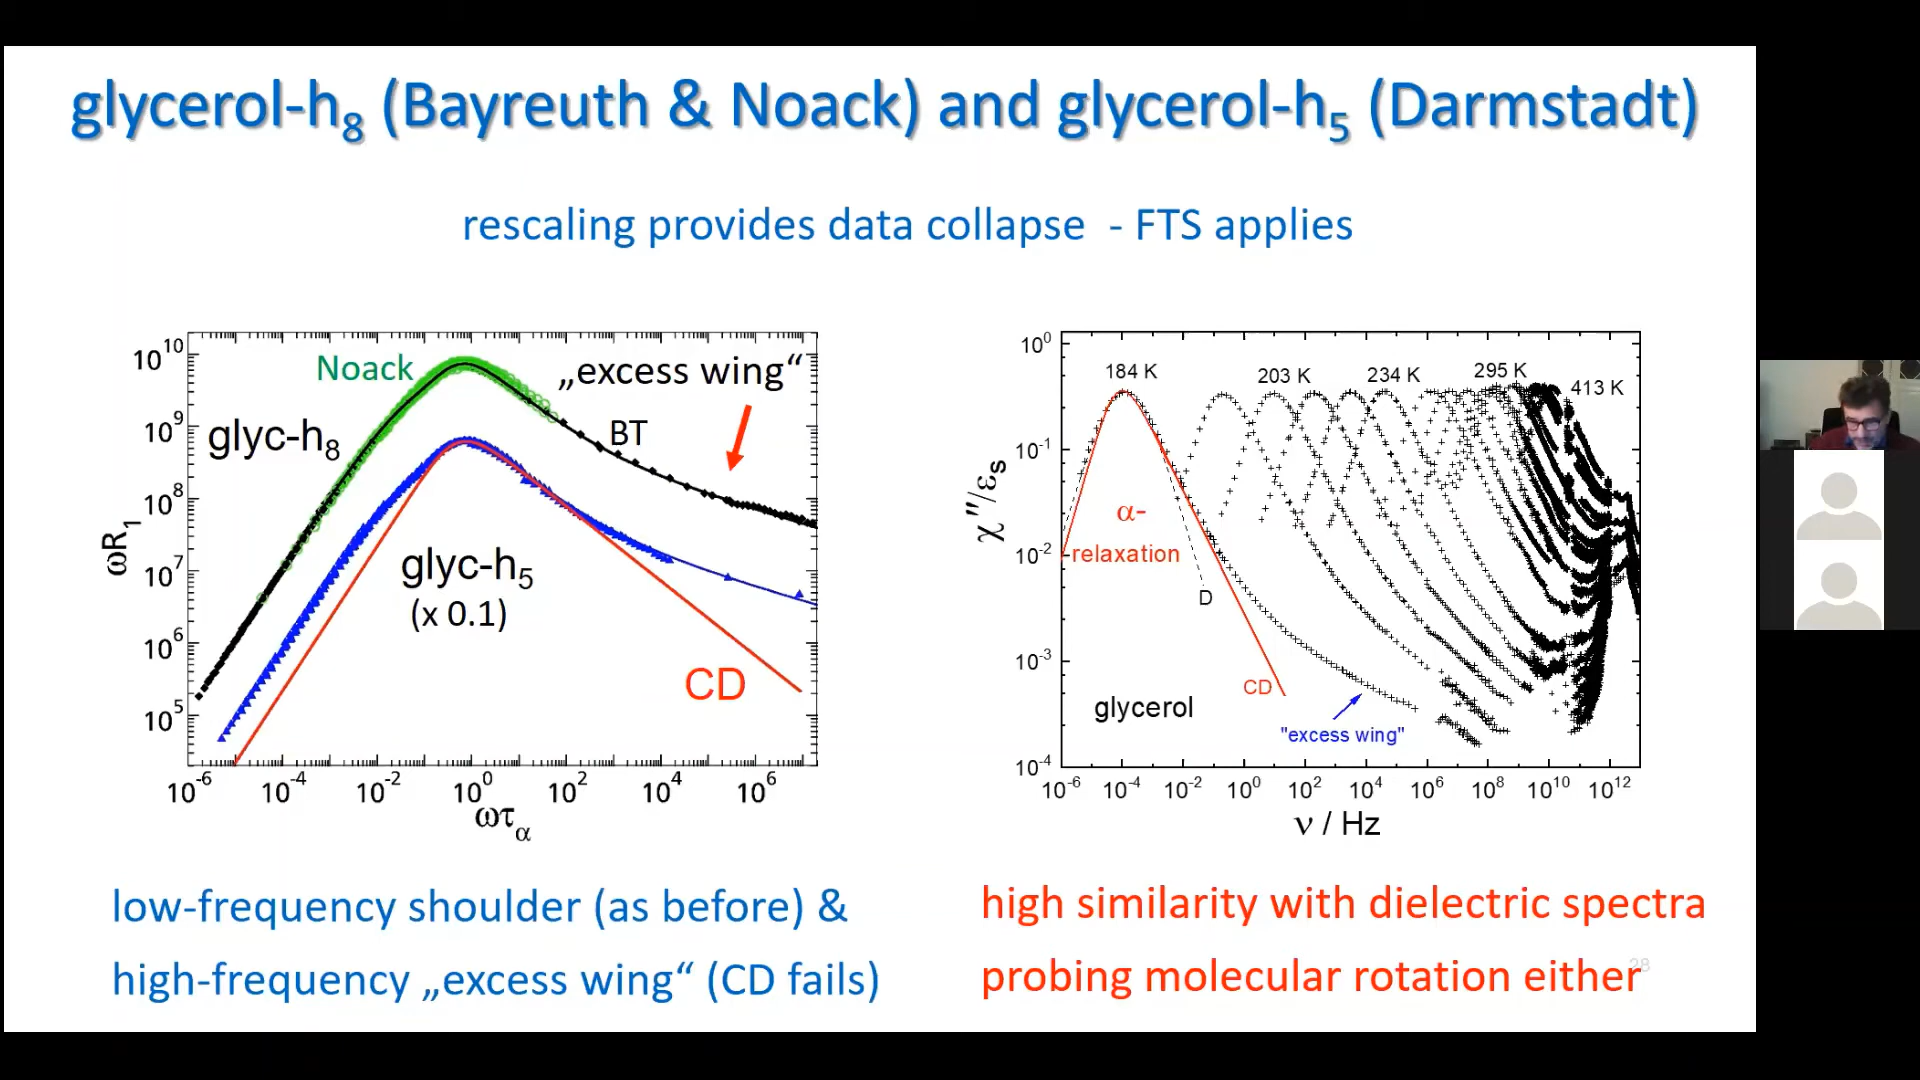 glycerol-h8 (Bayreuth & Noack) and glycerol-h5 (Darmstadt)
rescaling provides data collapse - FTS applies
10^10
10^9
10^8
10^7
10^6
10^5
ωR1
Noack
„excess wing“
glyc-h8
BT
glyc-h5
(x 0.1)
CD
10^-6 10^-4 10^-2 10^0 10^2 10^4 10^6
ωτα
10^0
10^-1
10^-2
10^-3
10^-4
χ''/εs
184 K 203 K 234 K 295 K 413 K
α-
relaxation
D
CD
glycerol
"excess wing"
10^-6 10^-4 10^-2 10^0 10^2 10^4 10^6 10^8 10^10 10^12
ν / Hz
low-frequency shoulder (as before) &
high-frequency „excess wing“ (CD fails)
high similarity with dielectric spectra
probing molecular rotation either
28